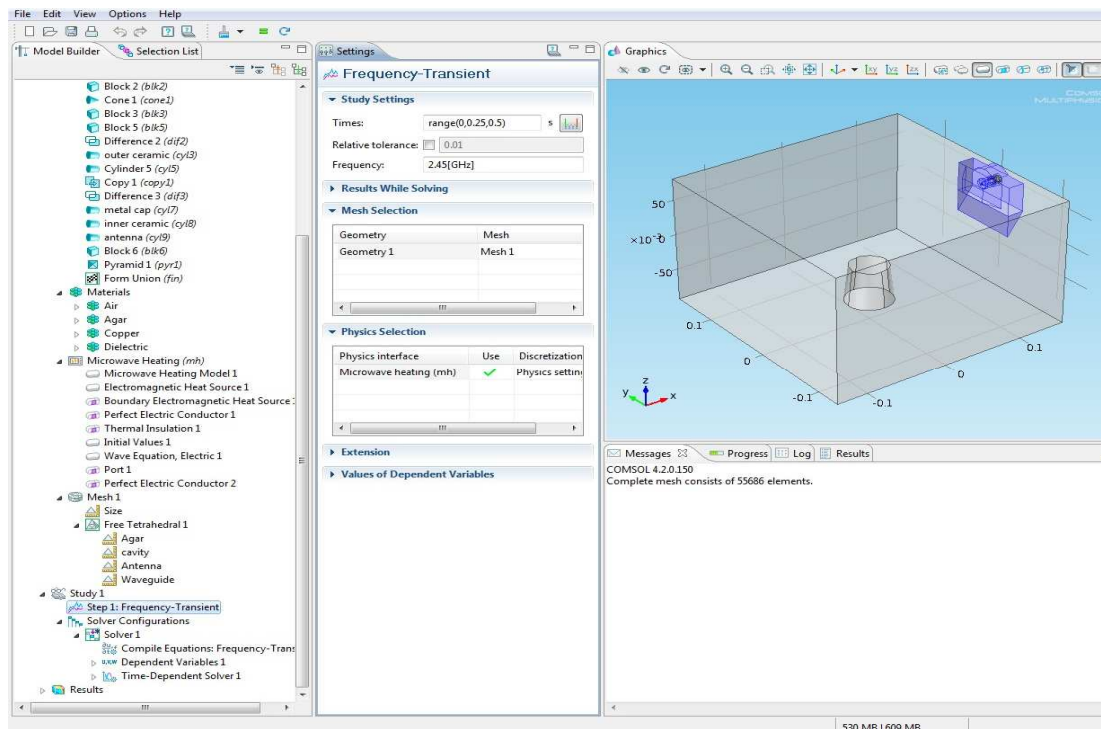 File Edit View Options Help
Model Builder Selection List
Block 2 (blk2)
Cone 1 (cone1)
Block 3 (blk3)
Block 5 (blk5)
Difference 2 (dif2)
outer ceramic (cyl3)
Cylinder 5 (cyl5)
Copy 1 (copy1)
Difference 3 (dif3)
metal cap (cyl7)
inner ceramic (cyl8)
antenna (cyl9)
Block 6 (blk6)
Pyramid 1 (pyr1)
Form Union (fin)
Materials
Air
Agar
Copper
Dielectric
Microwave Heating (mh)
Microwave Heating Model 1
Electromagnetic Heat Source 1
Boundary Electromagnetic Heat Source
Perfect Electric Conductor 1
Thermal Insulation 1
Initial Values 1
Wave Equation, Electric 1
Port 1
Perfect Electric Conductor 2
Mesh 1
Size
Free Tetrahedral 1
Agar
cavity
Antenna
Waveguide
Study 1
Step 1: Frequency-Transient
Solver Configurations
Solver 1
Compile Equations: Frequency-Trans
Dependent Variables 1
Time-Dependent Solver 1
Results
Settings
Frequency-Transient
Study Settings
Times: range(0,0.25,0.5) s
Relative tolerance: 0.01
Frequency: 2.45[GHz]
Results While Solving
Mesh Selection
Geometry Mesh
Geometry 1 Mesh 1
Physics Selection
Physics interface Use Discretization
Microwave heating (mh) Physics settin
Extension
Values of Dependent Variables
Graphics
xy yz zx
COMSO
MULTIPHYSIC
50
×10⁻³0
-50
0.1
0
-0.1
-0.1
0
0.1
z
y x
Messages Progress Log Results
COMSOL 4.2.0.150
Complete mesh consists of 55686 elements.
530 MB | 609 MB